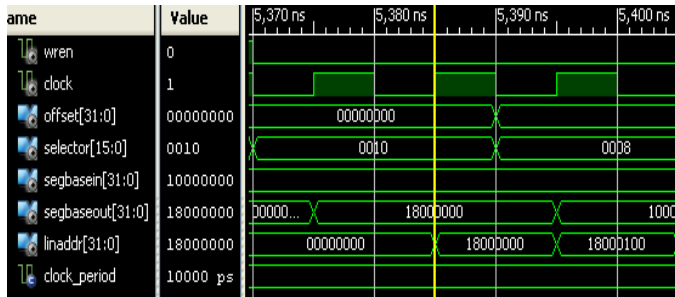 ame Value 5,370 ns 5,380 ns 5,390 ns 5,400 ns
wren 0
clock 1
offset[31:0] 00000000 00000000
selector[15:0] 0010 0010 0008
segbasein[31:0] 10000000
segbaseout[31:0] 18000000 00000... 18000000 1000
linaddr[31:0] 18000000 00000000 18000000 18000100
clock_period 10000 ps